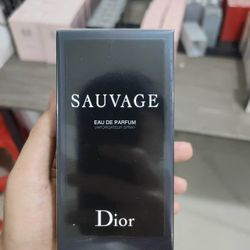 SAUVAGE
EAU DE PARFUM
VAPORISATEUR SPRAY
Dior